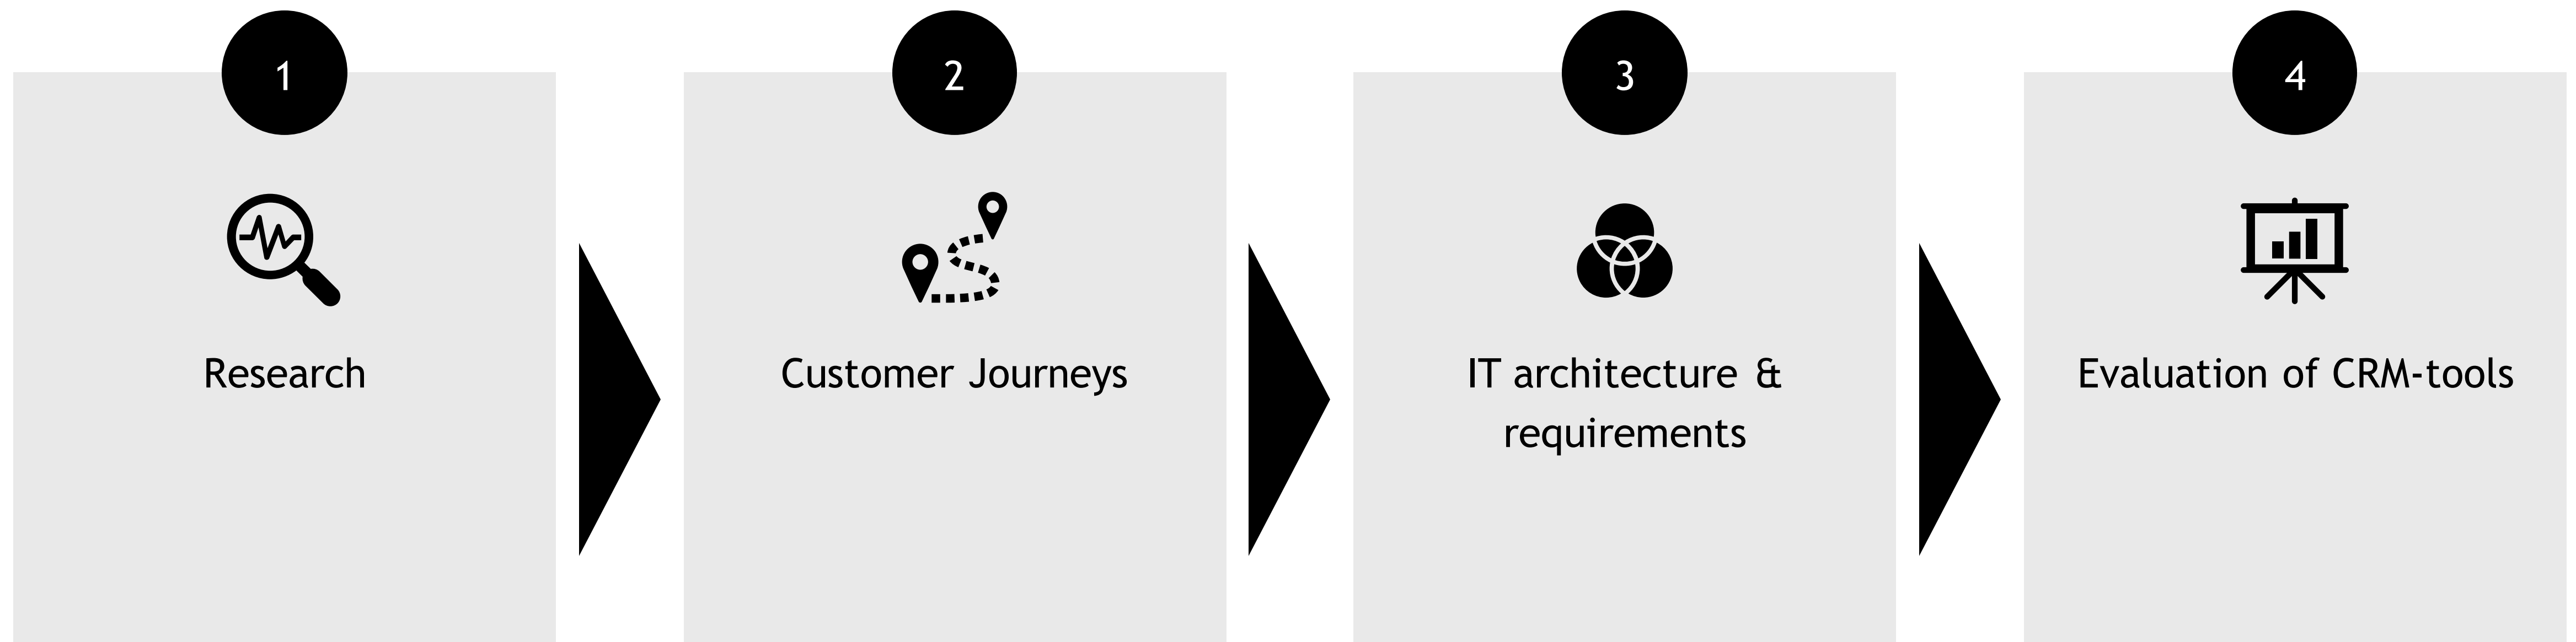 1
Research
2
Customer Journeys
3
IT architecture &
requirements
4
Evaluation of CRM-tools